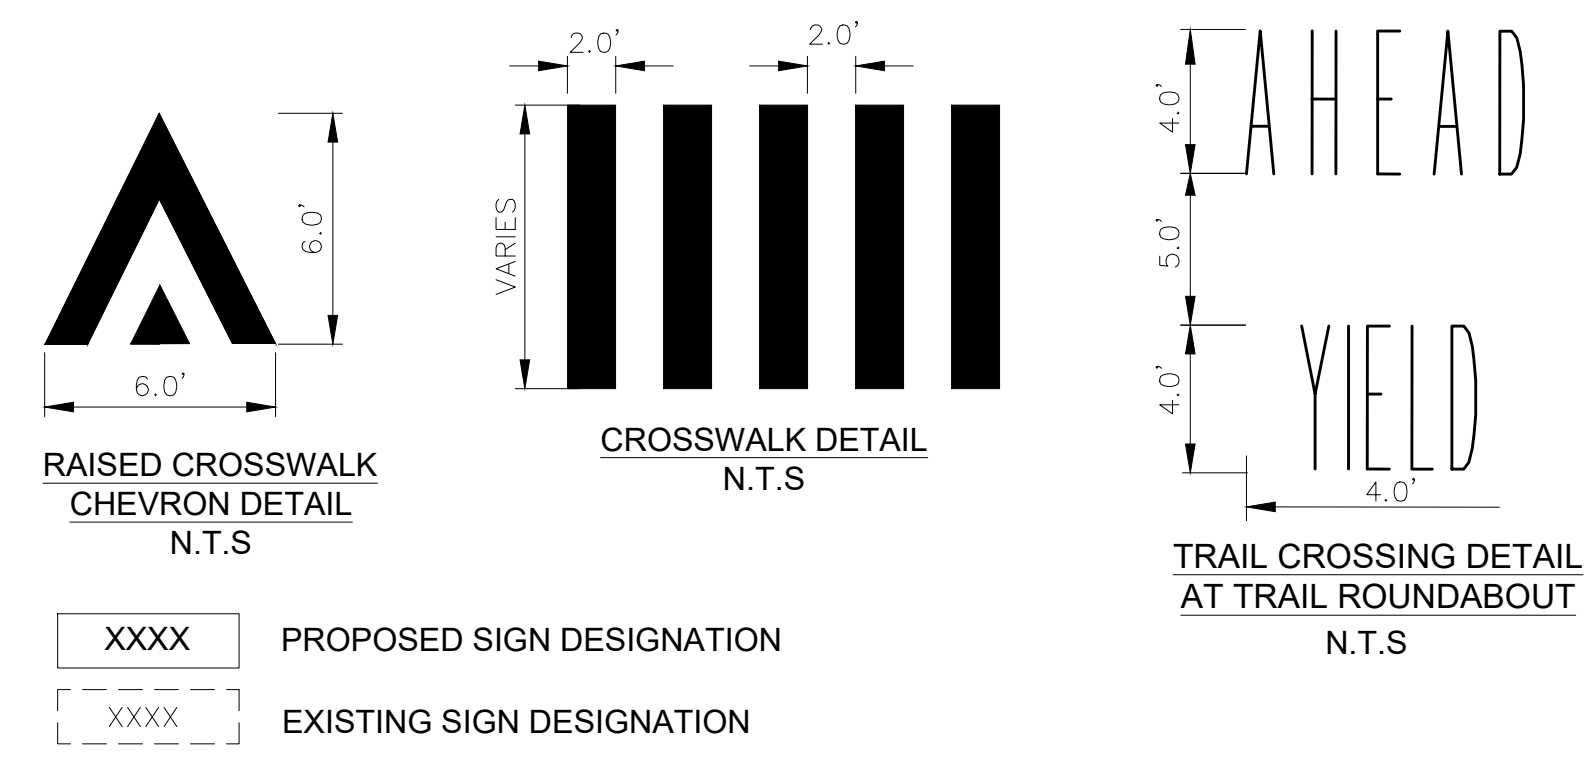 6.0'
6.0'
RAISED CROSSWALK
CHEVRON DETAIL
N.T.S
2.0'
2.0'
VARIES
CROSSWALK DETAIL
N.T.S
4.0'
AHEAD
5.0'
4.0'
YIELD
4.0'
TRAIL CROSSING DETAIL
AT TRAIL ROUNDABOUT
N.T.S
XXXX PROPOSED SIGN DESIGNATION
XXXX EXISTING SIGN DESIGNATION